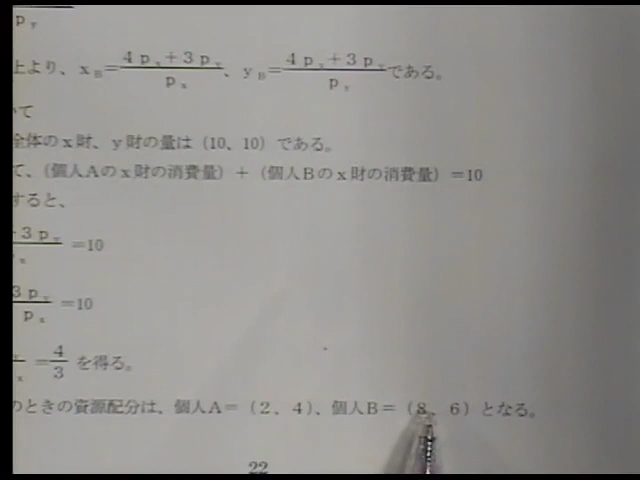 p y
上より、x B = 4 p x + 3 p y / p x 、 y B = 4 p x + 3 p y / p y である。
いて
全体のx財、y財の量は（10、10）である。
て、（個人Aのx財の消費量）＋（個人Bのx財の消費量）＝10
すると、
3 p y / x ＝10
3 p y / p x ＝10
x ＝ 4 / 3 を得る。
のときの資源配分は、個人A＝（2、4）、個人B＝（8、6）となる。
22